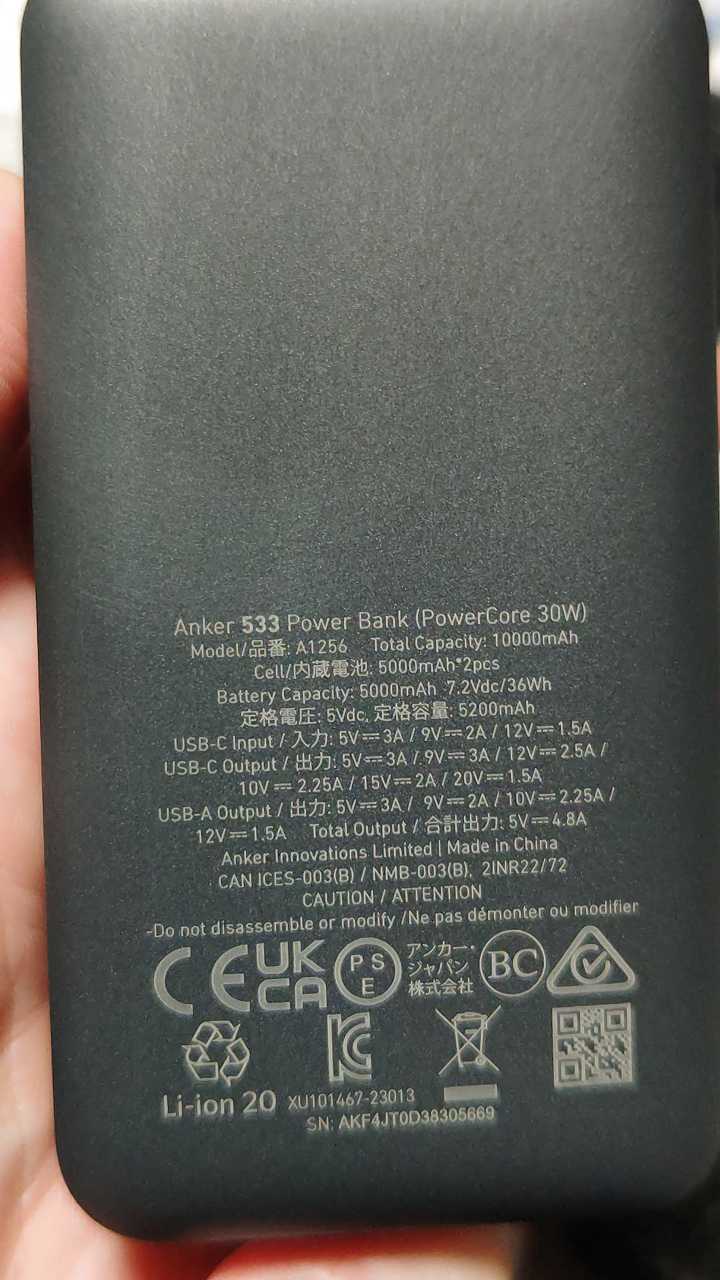 Anker 533 Power Bank (PowerCore 30W)
Model/品番: A1256 Total Capacity: 10000mAh
Cell/内蔵電池: 5000mAh*2pcs
Battery Capacity: 5000mAh 7.2Vdc/36Wh
定格電圧: 5Vdc, 定格容量: 5200mAh
USB-C Input / 入力: 5V⎓3A / 9V⎓2A / 12V⎓1.5A
USB-C Output / 出力: 5V⎓3A / 9V⎓3A / 12V⎓2.5A /
10V⎓2.25A / 15V⎓2A / 20V⎓1.5A
USB-A Output / 出力: 5V⎓3A / 9V⎓2A / 10V⎓2.25A /
12V⎓1.5A Total Output / 合計出力: 5V⎓4.8A
Anker Innovations Limited | Made in China
CAN ICES-003(B) / NMB-003(B), 2INR22/72
CAUTION / ATTENTION
-Do not disassemble or modify /Ne pas démonter ou modifier
CE UK CA PSE アンカー・ジャパン株式会社 BC
Li-ion 20 XU101467-23013
SN: AKF4JT0D38305669